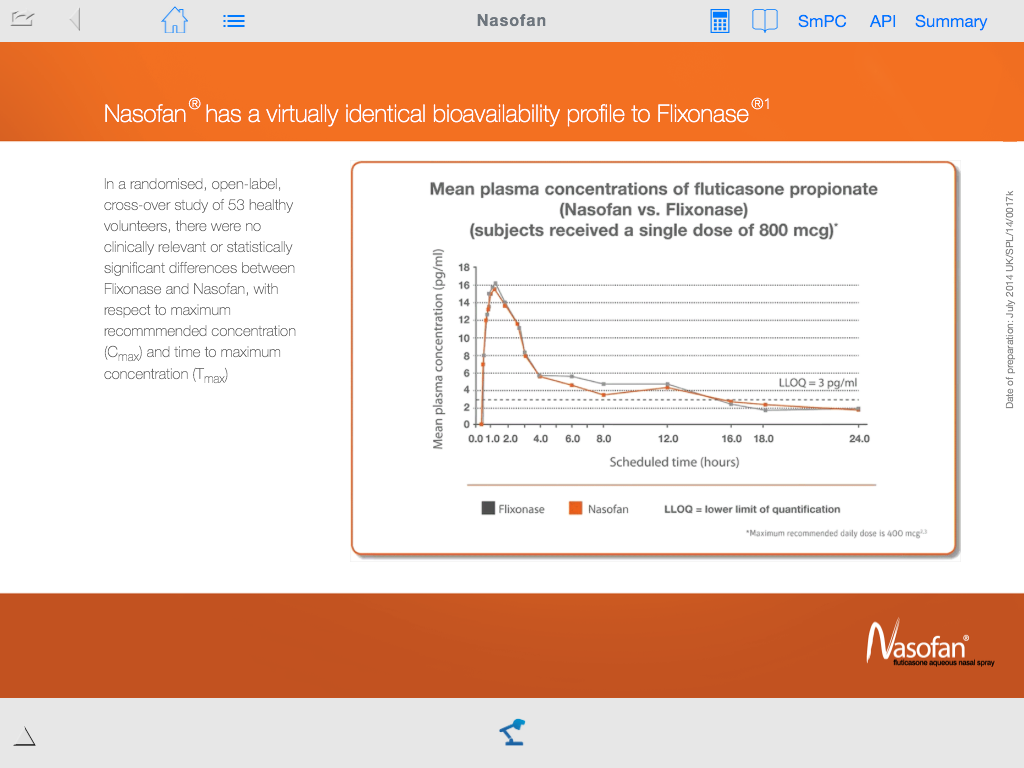 Nasofan
SmPC API Summary
Nasofan® has a virtually identical bioavailability profile to Flixonase®1
In a randomised, open-label,
cross-over study of 53 healthy
volunteers, there were no
clinically relevant or statistically
significant differences between
Flixonase and Nasofan, with
respect to maximum
recommmended concentration
(Cmax) and time to maximum
concentration (Tmax)
Mean plasma concentrations of fluticasone propionate
(Nasofan vs. Flixonase)
(subjects received a single dose of 800 mcg)*
Mean plasma concentration (pg/ml)
18
16
14
12
10
8
6
4
2
0
LLOQ = 3 pg/ml
0.0 1.0 2.0 4.0 6.0 8.0 12.0 16.0 18.0 24.0
Scheduled time (hours)
Flixonase Nasofan LLOQ = lower limit of quantification
*Maximum recommended daily dose is 400 mcg2,3
Date of preparation: July 2014 UK/SPL/14/0017k
Nasofan®
fluticasone aqueous nasal spray